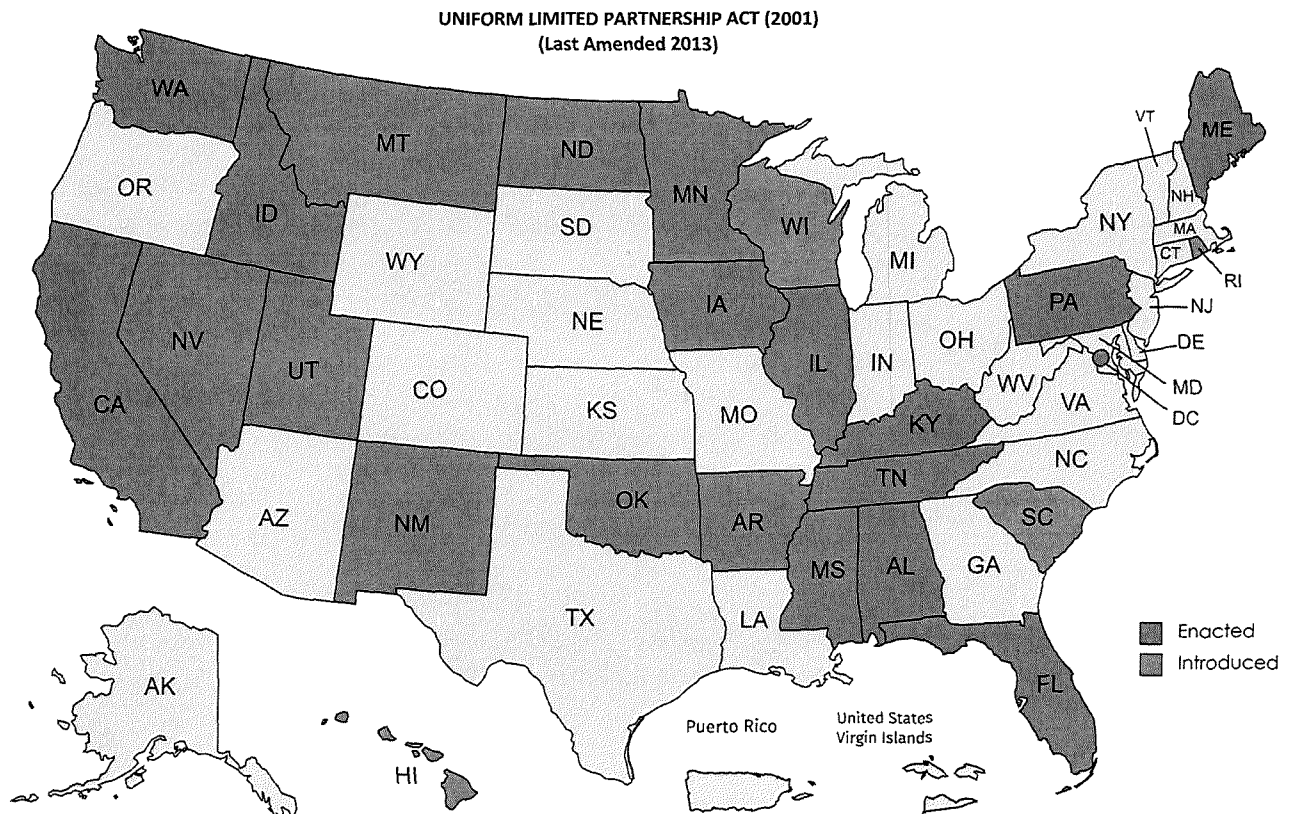 UNIFORM LIMITED PARTNERSHIP ACT (2001)
(Last Amended 2013)
WA
MT
ND
MN
VT
ME
OR
ID
SD
WI
NH
NY
MA
WY
MI
CT
RI
IA
PA
NJ
NE
NV
OH
DE
UT
IL
IN
CO
WV
MD
CA
KS
MO
VA
DC
KY
NC
TN
OK
AZ
NM
AR
SC
MS
AL
GA
TX
LA
Enacted
Introduced
AK
FL
Puerto Rico
United States
Virgin Islands
HI